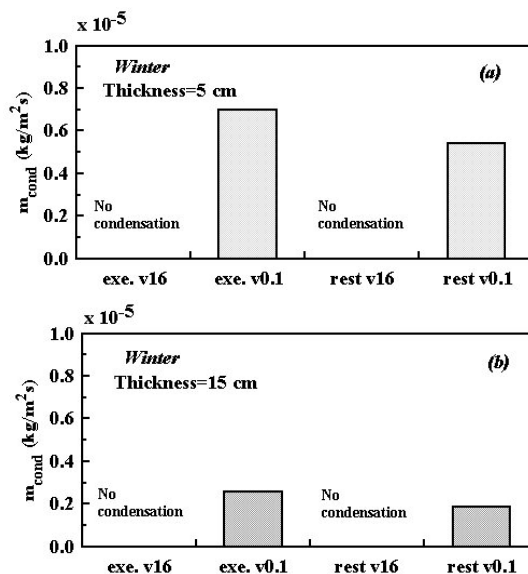 x 10⁻⁵
1.0
Winter
(a)
Thickness=5 cm
0.8
0.6
0.4
No
condensation
No
condensation
0.2
0.0
m_cond (kg/m²s)
exe. v16 exe. v0.1 rest v16 rest v0.1
x 10⁻⁵
1.0
Winter
(b)
Thickness=15 cm
0.8
0.6
0.4
No
condensation
No
condensation
0.2
0.0
m_cond (kg/m²s)
exe. v16 exe. v0.1 rest v16 rest v0.1